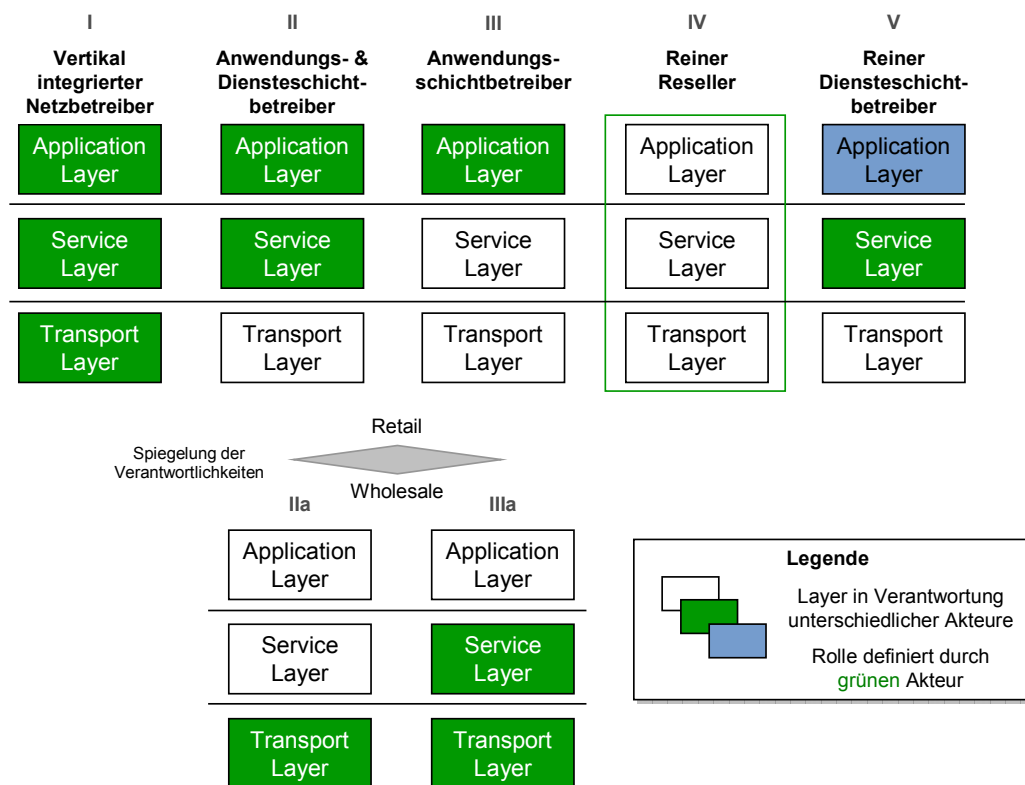 I
II
III
IV
V
Vertikal
integrierter
Netzbetreiber
Anwendungs- &
Diensteschicht-
betreiber
Anwendungs-
schichtbetreiber
Reiner
Reseller
Reiner
Diensteschicht-
betreiber
Application
Layer
Application
Layer
Application
Layer
Application
Layer
Application
Layer
Service
Layer
Service
Layer
Service
Layer
Service
Layer
Service
Layer
Transport
Layer
Transport
Layer
Transport
Layer
Transport
Layer
Transport
Layer
Retail
Spiegelung der
Verantwortlichkeiten
Wholesale
IIa
IIIa
Application
Layer
Application
Layer
Service
Layer
Service
Layer
Transport
Layer
Transport
Layer
Legende
Layer in Verantwortung
unterschiedlicher Akteure
Rolle definiert durch
grünen Akteur